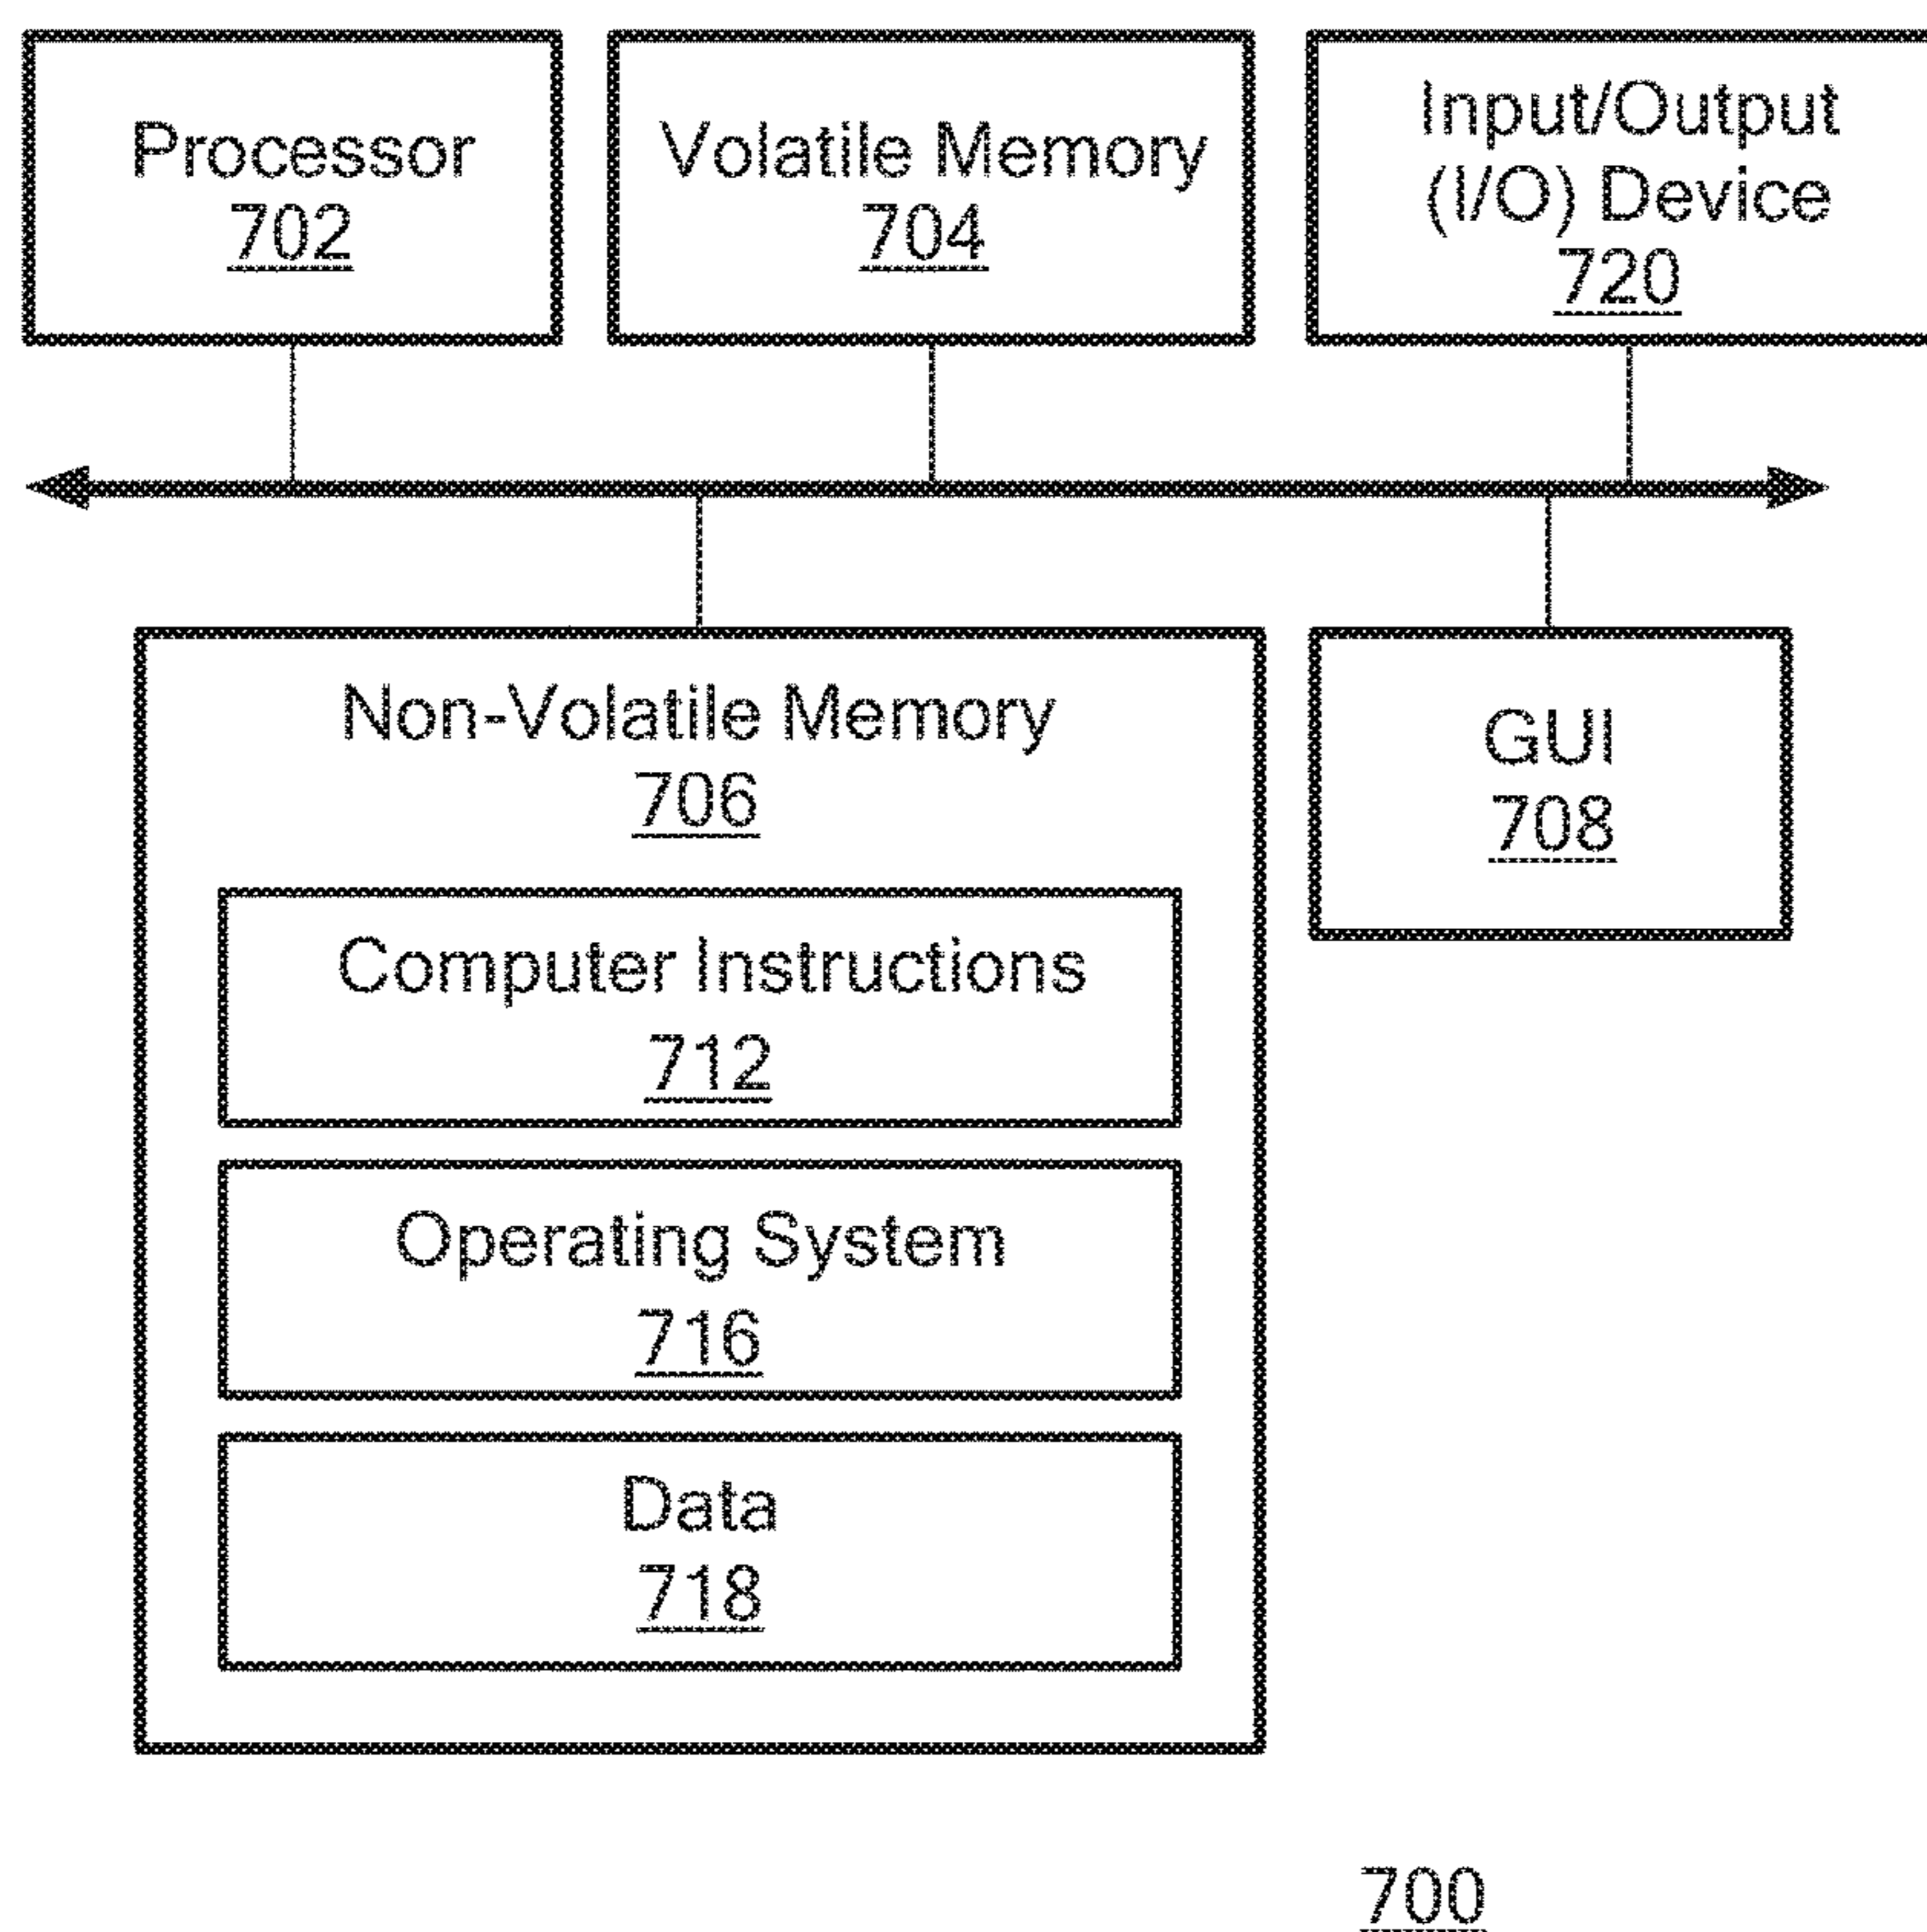 Processor
702
Volatile Memory
704
Input/Output
(I/O) Device
720
Non-Volatile Memory
706
Computer Instructions
712
Operating System
716
Data
718
GUI
708
700